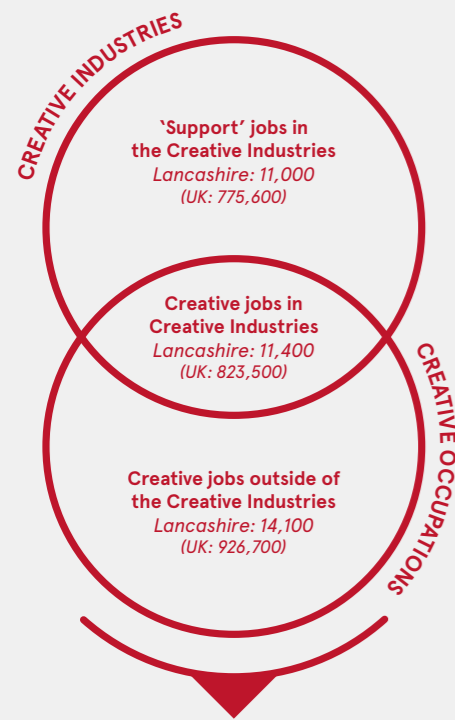 CREATIVE INDUSTRIES
‘Support’ jobs in
the Creative Industries
Lancashire: 11,000
(UK: 775,600)
Creative jobs in
Creative Industries
Lancashire: 11,400
(UK: 823,500)
CREATIVE OCCUPATIONS
Creative jobs outside of
the Creative Industries
Lancashire: 14,100
(UK: 926,700)